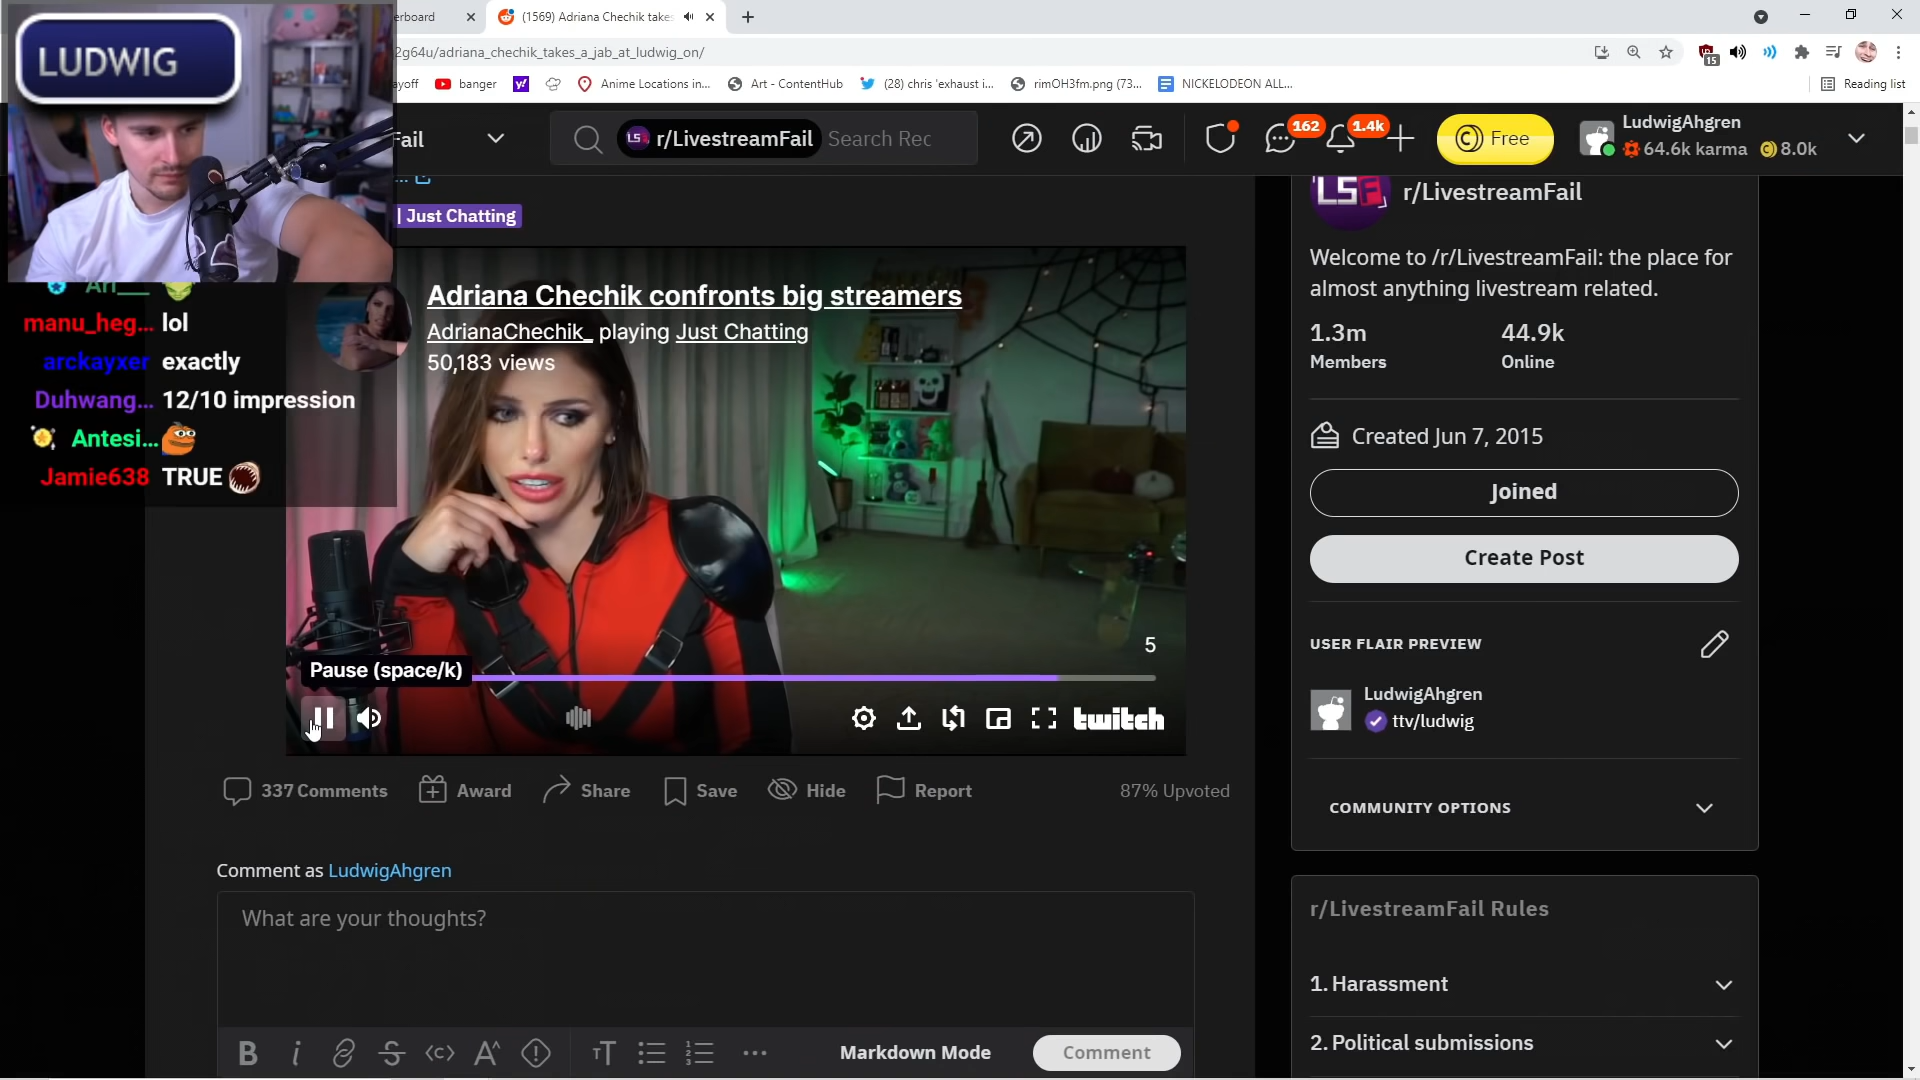 LUDWIG
erboard
(1569) Adriana Chechik takes
2g64u/adriana_chechik_takes_a_jab_at_ludwig_on/
15
ayoff
banger
Anime Locations in...
Art - ContentHub
(28) chris 'exhaust i...
rimOH3fm.png (73...
NICKELODEON ALL...
Reading list
Fail
r/LivestreamFail
Search Rec
162
1.4k
Free
LudwigAhgren
64.6k karma
8.0k
| Just Chatting
manu_heg... lol
arckayxer exactly
Duhwang... 12/10 impression
Antesi...
Jamie638 TRUE
Adriana Chechik confronts big streamers
AdrianaChechik_ playing Just Chatting
50,183 views
5
Pause (space/k)
twitch
337 Comments
Award
Share
Save
Hide
Report
87% Upvoted
Comment as LudwigAhgren
What are your thoughts?
Markdown Mode
Comment
LSF
r/LivestreamFail
Welcome to /r/LivestreamFail: the place for
almost anything livestream related.
1.3m
Members
44.9k
Online
Created Jun 7, 2015
Joined
Create Post
USER FLAIR PREVIEW
LudwigAhgren
ttv/ludwig
COMMUNITY OPTIONS
r/LivestreamFail Rules
1. Harassment
2. Political submissions